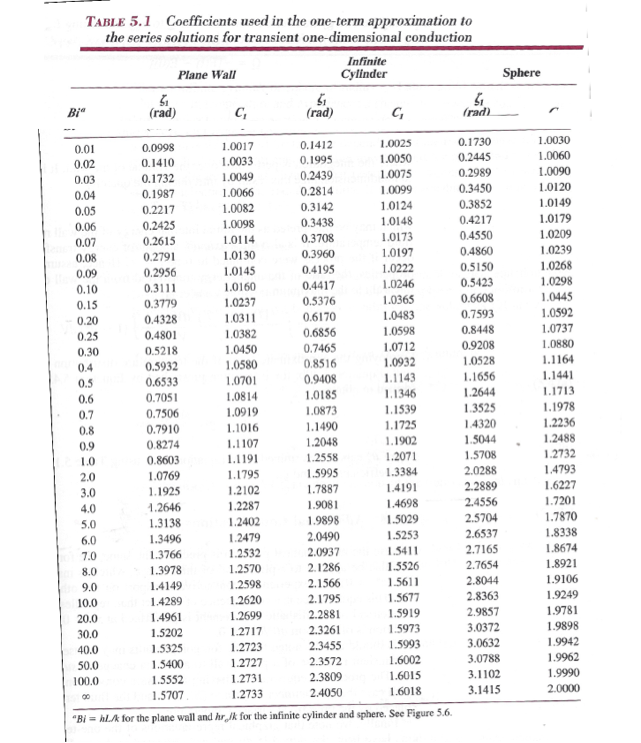 TABLE 5.1 Coefficients used in the one-term approximation to
the series solutions for transient one-dimensional conduction
Plane Wall Infinite Cylinder Sphere
Biᵃ ζ₁ (rad) C₁ ζ₁ (rad) C₁ ζ₁ (rad)
0.01 0.0998 1.0017 0.1412 1.0025 0.1730 1.0030
0.02 0.1410 1.0033 0.1995 1.0050 0.2445 1.0060
0.03 0.1732 1.0049 0.2439 1.0075 0.2989 1.0090
0.04 0.1987 1.0066 0.2814 1.0099 0.3450 1.0120
0.05 0.2217 1.0082 0.3142 1.0124 0.3852 1.0149
0.06 0.2425 1.0098 0.3438 1.0148 0.4217 1.0179
0.07 0.2615 1.0114 0.3708 1.0173 0.4550 1.0209
0.08 0.2791 1.0130 0.3960 1.0197 0.4860 1.0239
0.09 0.2956 1.0145 0.4195 1.0222 0.5150 1.0268
0.10 0.3111 1.0160 0.4417 1.0246 0.5423 1.0298
0.15 0.3779 1.0237 0.5376 1.0365 0.6608 1.0445
0.20 0.4328 1.0311 0.6170 1.0483 0.7593 1.0592
0.25 0.4801 1.0382 0.6856 1.0598 0.8448 1.0737
0.30 0.5218 1.0450 0.7465 1.0712 0.9208 1.0880
0.4 0.5932 1.0580 0.8516 1.0932 1.0528 1.1164
0.5 0.6533 1.0701 0.9408 1.1143 1.1656 1.1441
0.6 0.7051 1.0814 1.0185 1.1346 1.2644 1.1713
0.7 0.7506 1.0919 1.0873 1.1539 1.3525 1.1978
0.8 0.7910 1.1016 1.1490 1.1725 1.4320 1.2236
0.9 0.8274 1.1107 1.2048 1.1902 1.5044 1.2488
1.0 0.8603 1.1191 1.2558 1.2071 1.5708 1.2732
2.0 1.0769 1.1795 1.5995 1.3384 2.0288 1.4793
3.0 1.1925 1.2102 1.7887 1.4191 2.2889 1.6227
4.0 1.2646 1.2287 1.9081 1.4698 2.4556 1.7201
5.0 1.3138 1.2402 1.9898 1.5029 2.5704 1.7870
6.0 1.3496 1.2479 2.0490 1.5253 2.6537 1.8338
7.0 1.3766 1.2532 2.0937 1.5411 2.7165 1.8674
8.0 1.3978 1.2570 2.1286 1.5526 2.7654 1.8921
9.0 1.4149 1.2598 2.1566 1.5611 2.8044 1.9106
10.0 1.4289 1.2620 2.1795 1.5677 2.8363 1.9249
20.0 1.4961 1.2699 2.2881 1.5919 2.9857 1.9781
30.0 1.5202 1.2717 2.3261 1.5973 3.0372 1.9898
40.0 1.5325 1.2723 2.3455 1.5993 3.0632 1.9942
50.0 1.5400 1.2727 2.3572 1.6002 3.0788 1.9962
100.0 1.5552 1.2731 2.3809 1.6015 3.1102 1.9990
∞ 1.5707 1.2733 2.4050 1.6018 3.1415 2.0000
ᵃBi = hL/k for the plane wall and hrₒ/k for the infinite cylinder and sphere. See Figure 5.6.